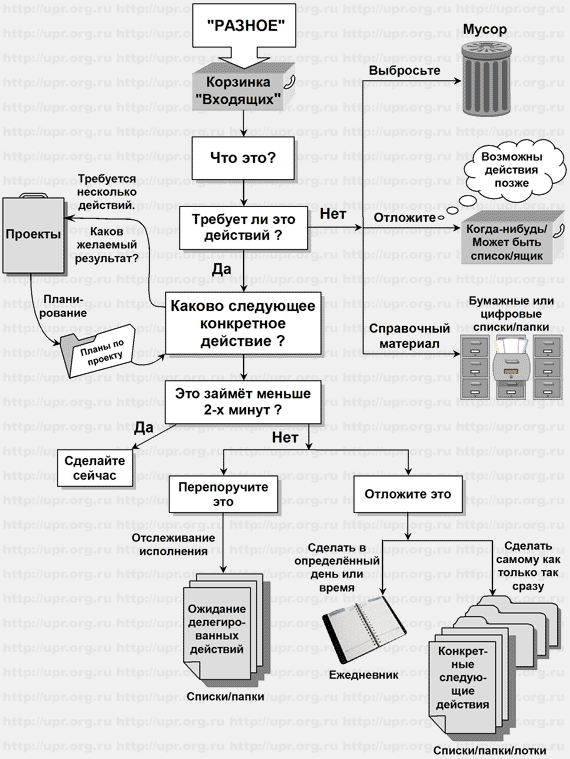 "РАЗНОЕ"
Корзинка
"Входящих"
Что это?
Требует ли это
действий ?
Нет
Да
Выбросьте
Мусор
Отложите
Возможны
действия
позже
Когда-нибудь/
Может быть
список/ящик
Справочный
материал
Бумажные или
цифровые
списки/папки
Требуется
несколько
действий.
Каков
желаемый
результат?
Проекты
Плани-
рование
Планы по
проекту
Каково следующее
конкретное
действие ?
Это займёт меньше
2-х минут ?
Да
Нет
Сделайте
сейчас
Перепоручите
это
Отложите это
Отслеживание
исполнения
Ожидание
делегиро-
ванных
действий
Списки/папки
Сделать в
определённый
день или
время
Ежедневник
Сделать
самому как
только так
сразу
Конкрет-
ные
следую-
щие
действия
Списки/папки/лотки
http://upr.org.ru